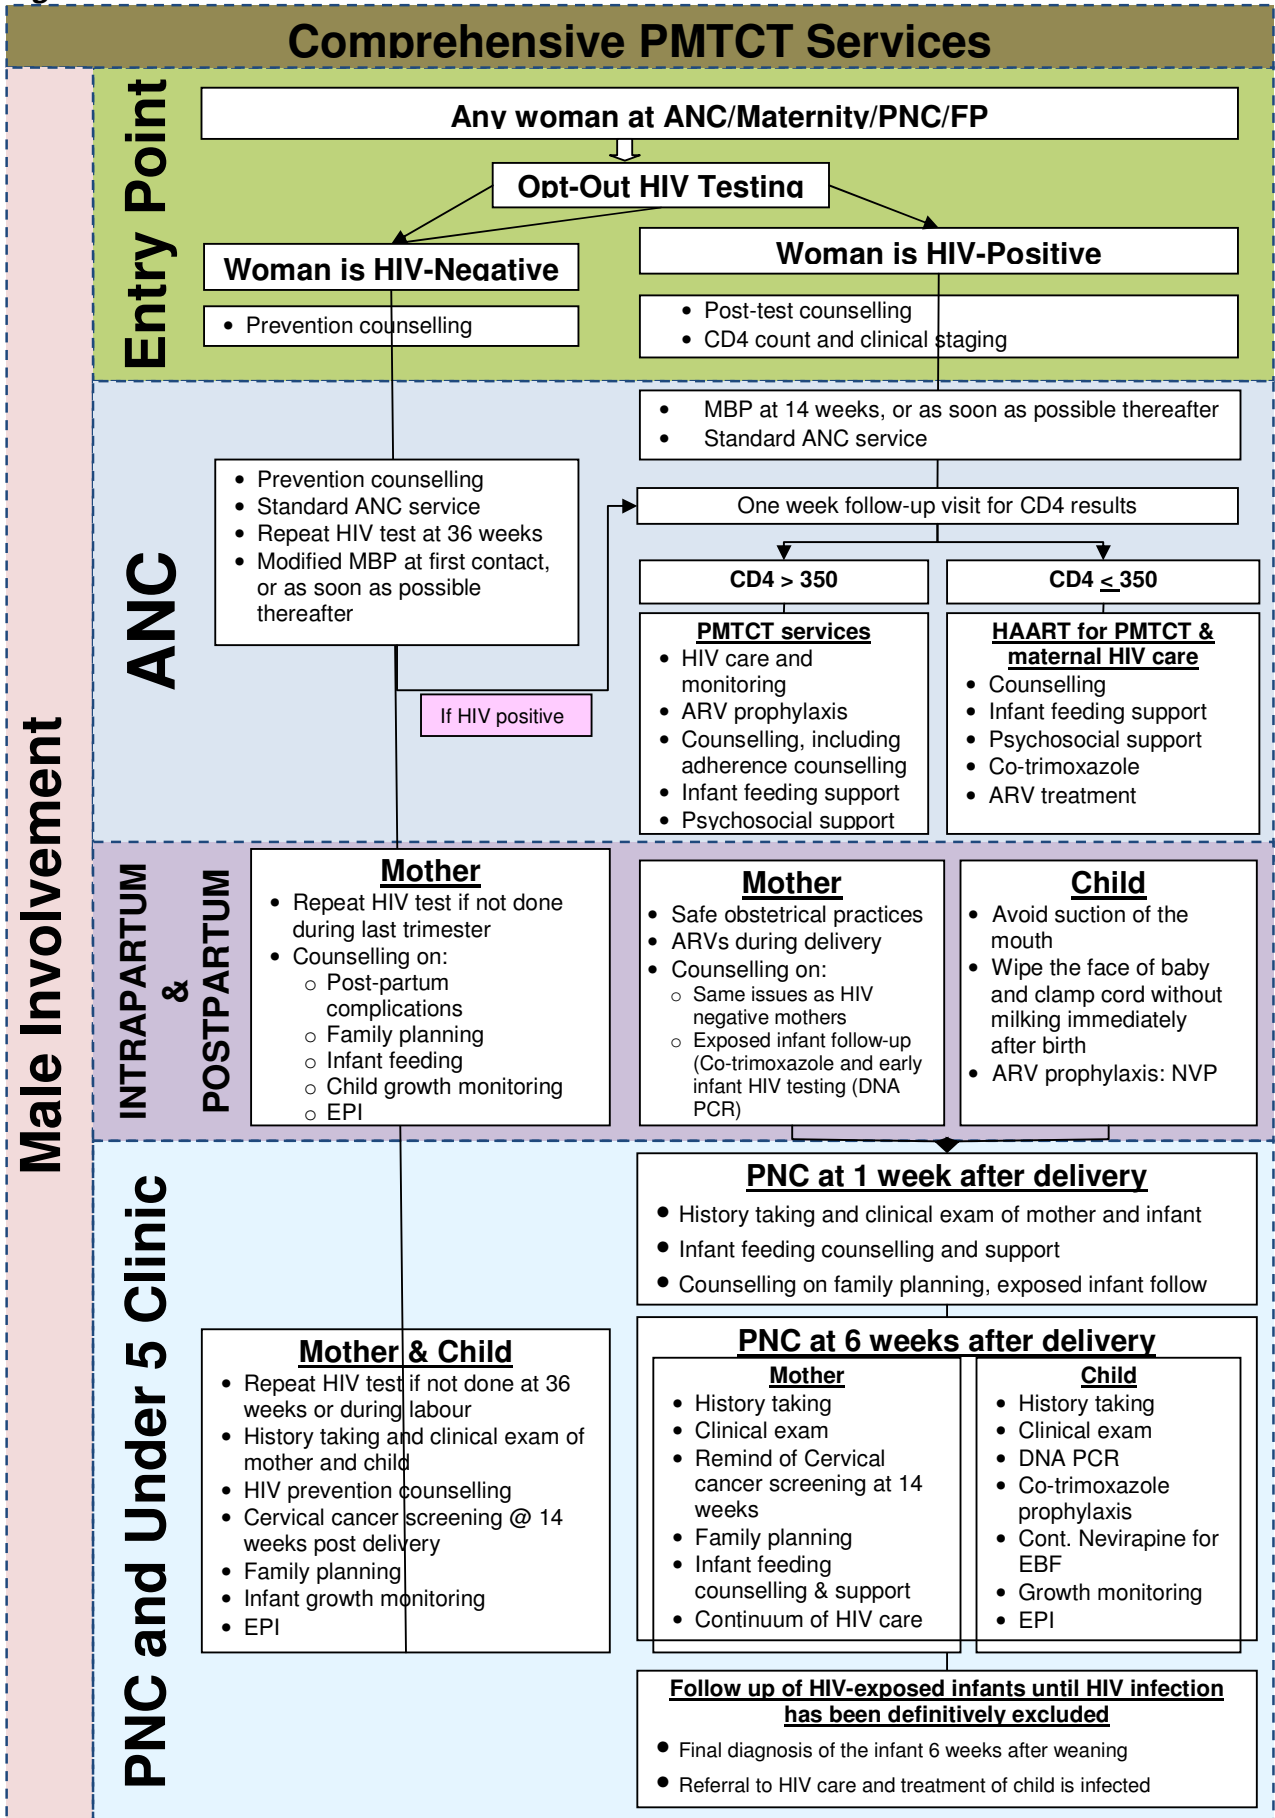 Comprehensive PMTCT Services
Male Involvement
Entry Point
Any woman at ANC/Maternity/PNC/FP
Opt-Out HIV Testing
Woman is HIV-Negative
Woman is HIV-Positive
• Prevention counselling
• Post-test counselling
• CD4 count and clinical staging
ANC
• MBP at 14 weeks, or as soon as possible thereafter
• Standard ANC service
• Prevention counselling
• Standard ANC service
• Repeat HIV test at 36 weeks
• Modified MBP at first contact,
or as soon as possible
thereafter
One week follow-up visit for CD4 results
If HIV positive
CD4 > 350
CD4 < 350
PMTCT services
• HIV care and
monitoring
• ARV prophylaxis
• Counselling, including
adherence counselling
• Infant feeding support
• Psychosocial support
HAART for PMTCT &
maternal HIV care
• Counselling
• Infant feeding support
• Psychosocial support
• Co-trimoxazole
• ARV treatment
INTRAPARTUM
&
POSTPARTUM
Mother
• Repeat HIV test if not done
during last trimester
• Counselling on:
o Post-partum
complications
o Family planning
o Infant feeding
o Child growth monitoring
o EPI
Mother
• Safe obstetrical practices
• ARVs during delivery
• Counselling on:
o Same issues as HIV
negative mothers
o Exposed infant follow-up
(Co-trimoxazole and early
infant HIV testing (DNA
PCR)
Child
• Avoid suction of the
mouth
• Wipe the face of baby
and clamp cord without
milking immediately
after birth
• ARV prophylaxis: NVP
PNC and Under 5 Clinic
PNC at 1 week after delivery
• History taking and clinical exam of mother and infant
• Infant feeding counselling and support
• Counselling on family planning, exposed infant follow
Mother & Child
• Repeat HIV test if not done at 36
weeks or during labour
• History taking and clinical exam of
mother and child
• HIV prevention counselling
• Cervical cancer screening @ 14
weeks post delivery
• Family planning
• Infant growth monitoring
• EPI
PNC at 6 weeks after delivery
Mother
• History taking
• Clinical exam
• Remind of Cervical
cancer screening at 14
weeks
• Family planning
• Infant feeding
counselling & support
• Continuum of HIV care
Child
• History taking
• Clinical exam
• DNA PCR
• Co-trimoxazole
prophylaxis
• Cont. Nevirapine for
EBF
• Growth monitoring
• EPI
Follow up of HIV-exposed infants until HIV infection
has been definitively excluded
• Final diagnosis of the infant 6 weeks after weaning
• Referral to HIV care and treatment of child is infected